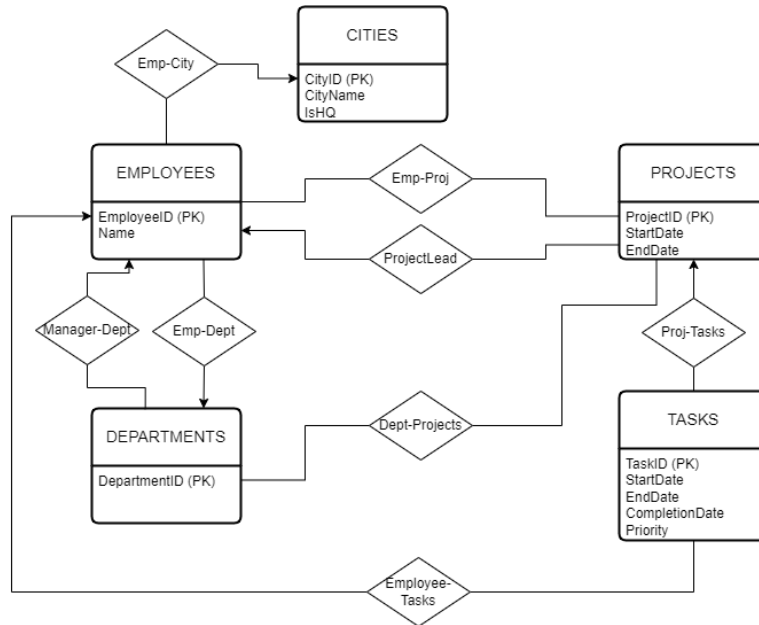 CITIES
CityID (PK)
CityName
IsHQ
Emp-City
EMPLOYEES
EmployeeID (PK)
Name
Emp-Proj
ProjectLead
PROJECTS
ProjectID (PK)
StartDate
EndDate
Manager-Dept
Emp-Dept
Proj-Tasks
DEPARTMENTS
DepartmentID (PK)
Dept-Projects
TASKS
TaskID (PK)
StartDate
EndDate
CompletionDate
Priority
Employee-
Tasks